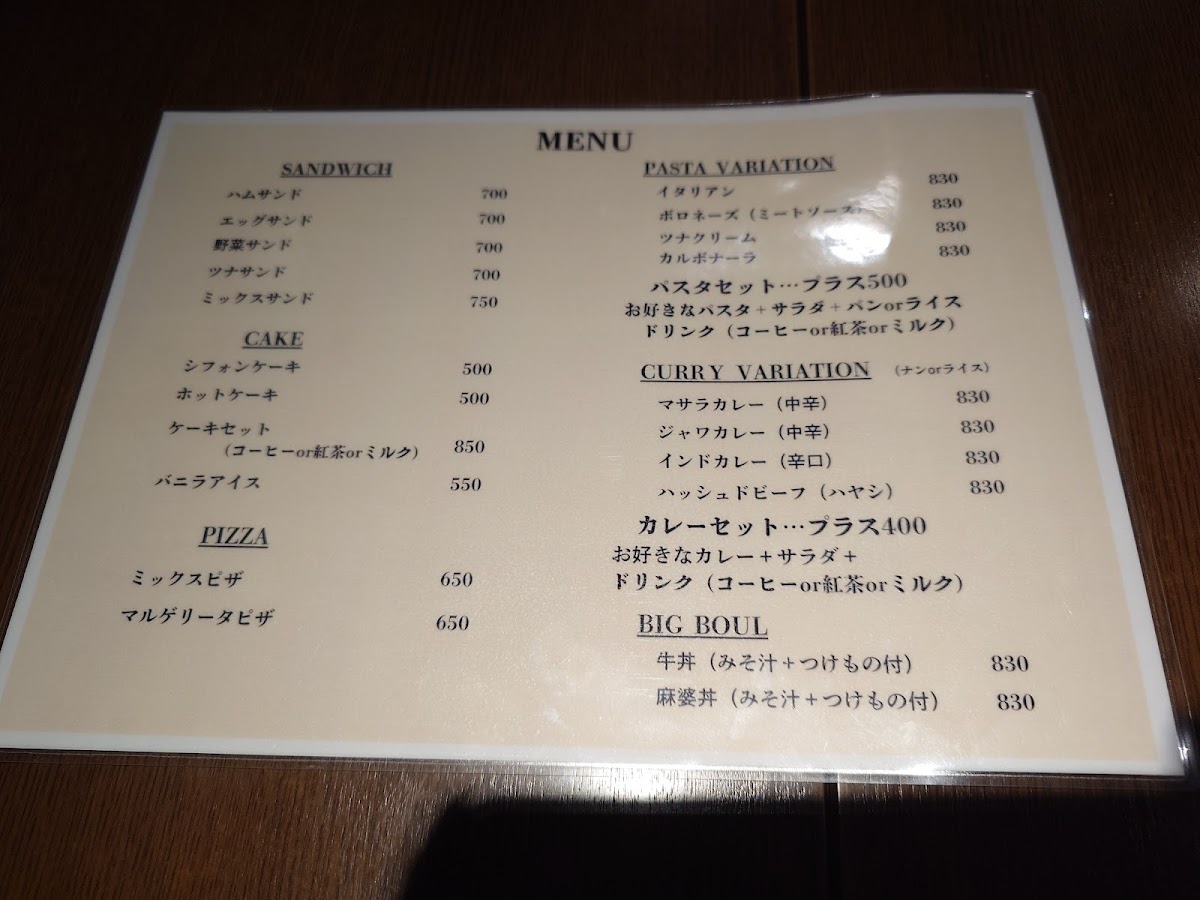 MENU
SANDWICH
ハムサンド 700
エッグサンド 700
野菜サンド 700
ツナサンド 700
ミックスサンド 750
CAKE
シフォンケーキ 500
ホットケーキ 500
ケーキセット
(コーヒーor紅茶orミルク) 850
バニラアイス 550
PIZZA
ミックスピザ 650
マルゲリータピザ 650
PASTA VARIATION
イタリアン 830
ボロネーズ（ミートソース） 830
ツナクリーム 830
カルボナーラ 830
パスタセット…プラス500
お好きなパスタ＋サラダ＋パンorライス
ドリンク（コーヒーor紅茶orミルク）
CURRY VARIATION （ナンorライス）
マサラカレー（中辛） 830
ジャワカレー（中辛） 830
インドカレー（辛口） 830
ハッシュドビーフ（ハヤシ） 830
カレーセット…プラス400
お好きなカレー＋サラダ＋
ドリンク（コーヒーor紅茶orミルク）
BIG BOUL
牛丼（みそ汁＋つけもの付） 830
麻婆丼（みそ汁＋つけもの付） 830